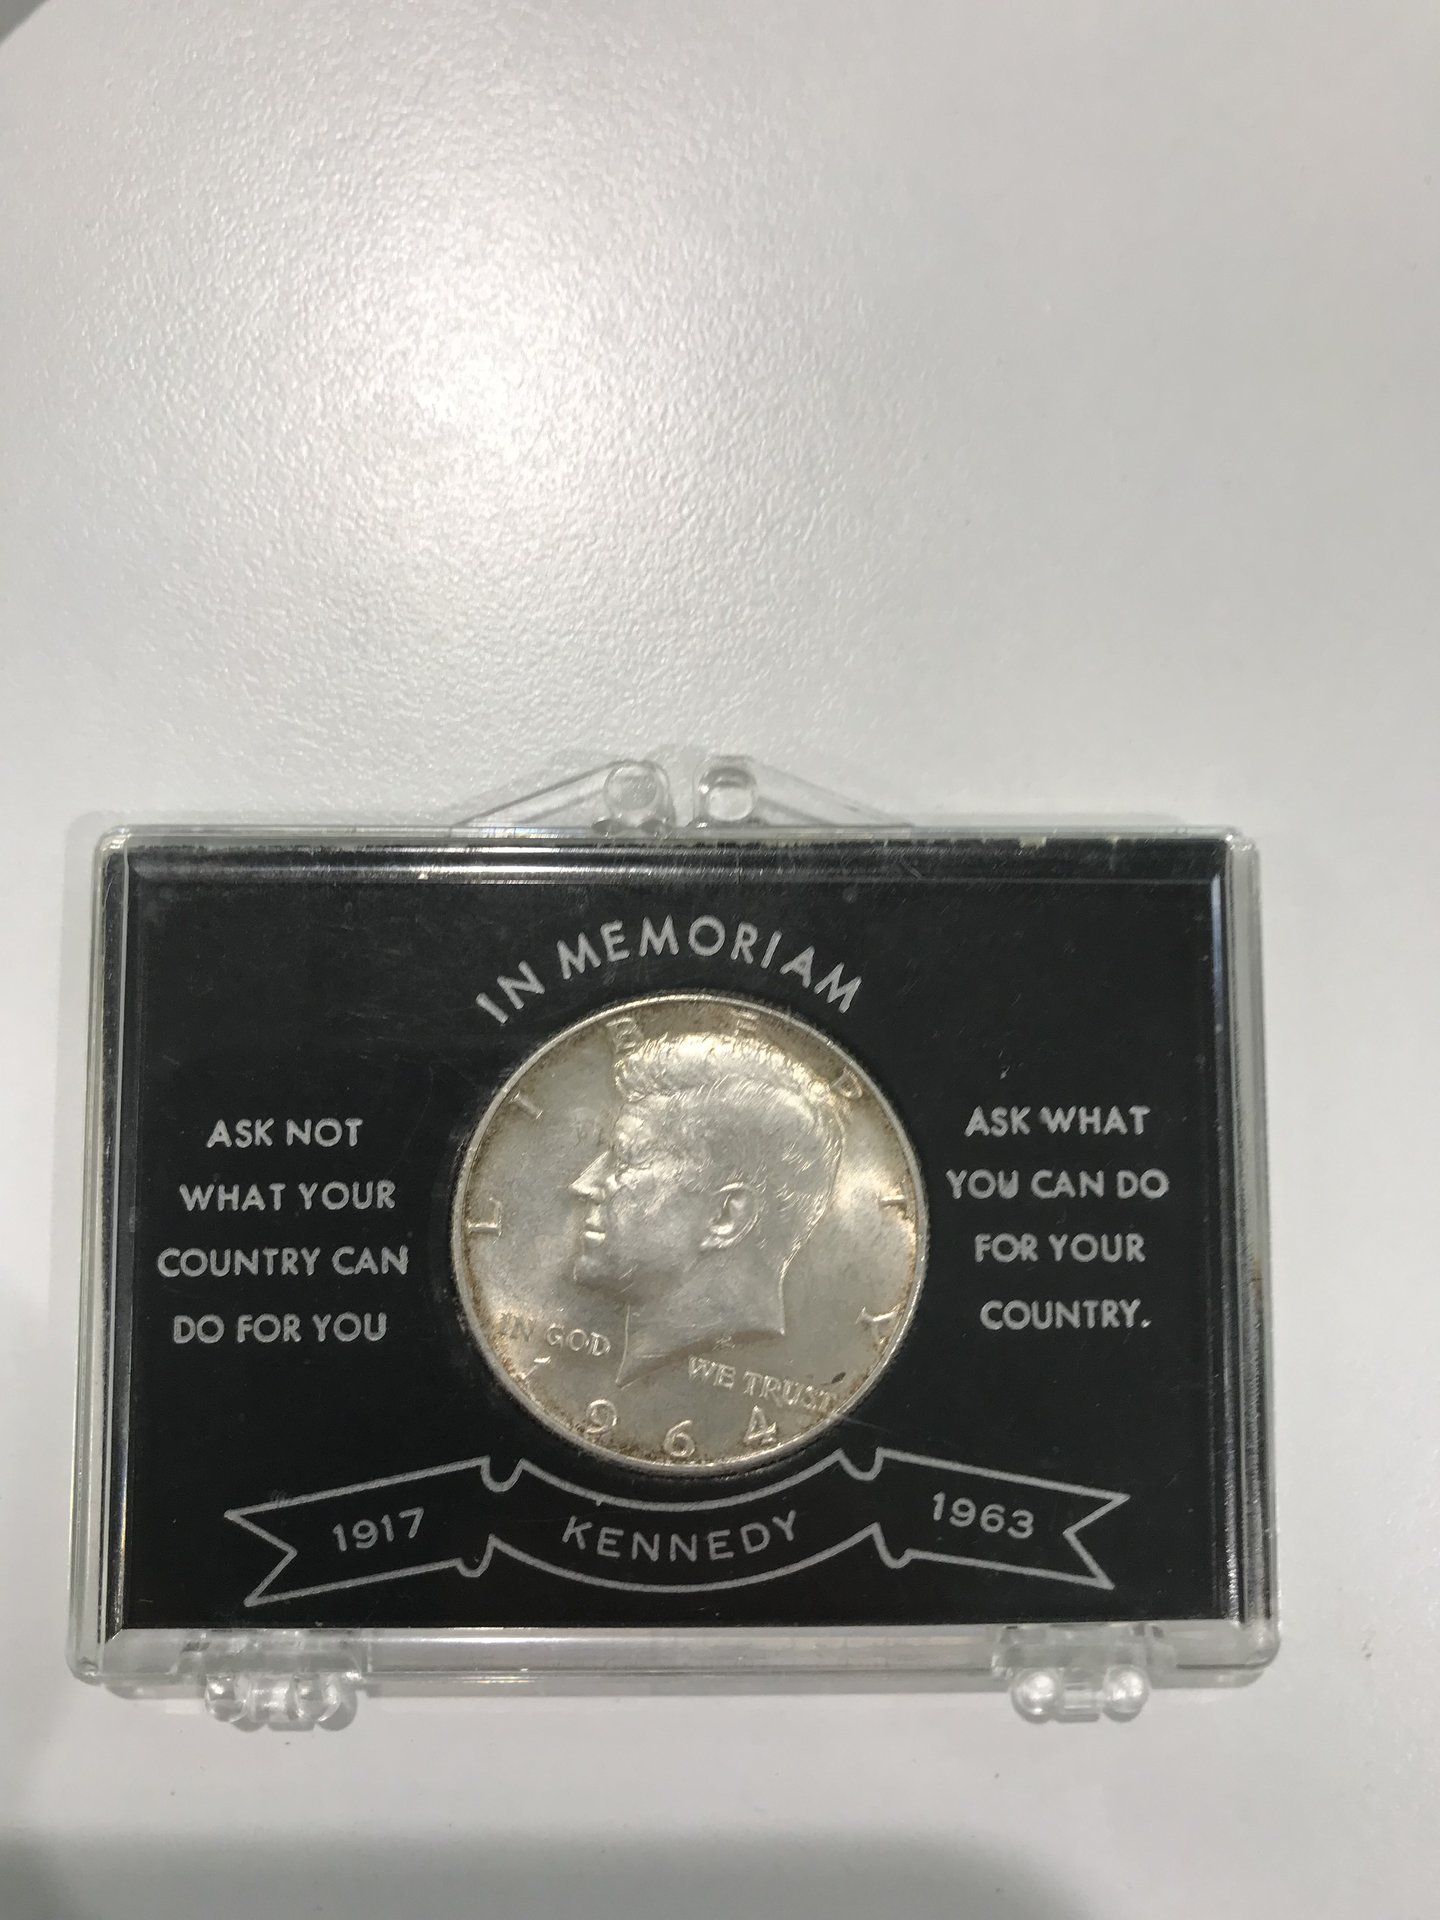 IN MEMORIAM
ASK NOT
WHAT YOUR
COUNTRY CAN
DO FOR YOU
LIBERTY
IN GOD WE TRUST
1964
ASK WHAT
YOU CAN DO
FOR YOUR
COUNTRY.
1917 KENNEDY 1963